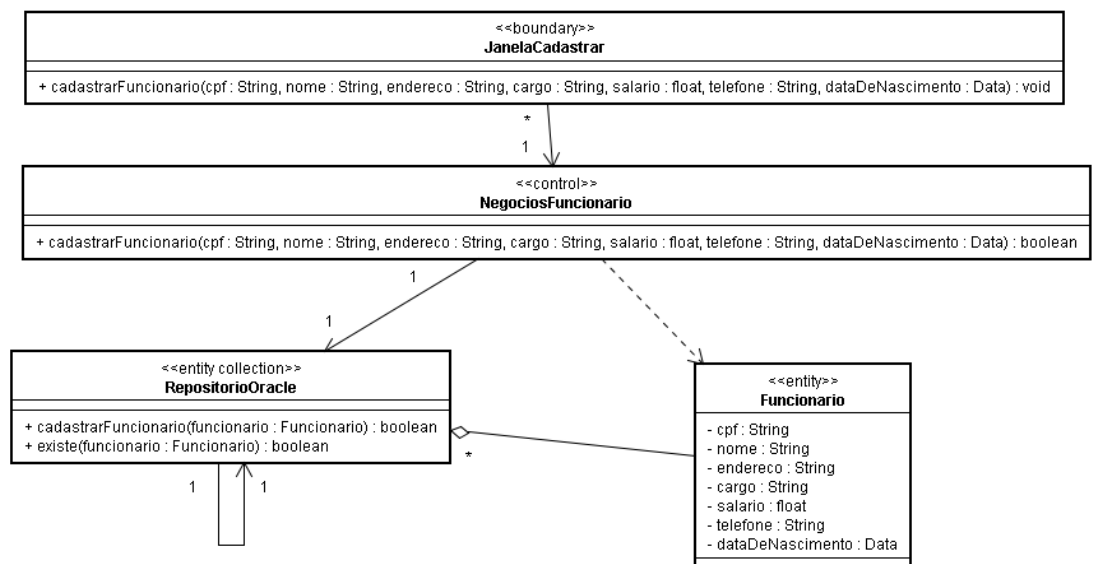 <<boundary>>
JanelaCadastrar
+ cadastrarFuncionario(cpf : String, nome : String, endereco : String, cargo : String, salario : float, telefone : String, dataDeNascimento : Data) : void
*
1
<<control>>
NegociosFuncionario
+ cadastrarFuncionario(cpf : String, nome : String, endereco : String, cargo : String, salario : float, telefone : String, dataDeNascimento : Data) : boolean
1
1
<<entity collection>>
RepositorioOracle
+ cadastrarFuncionario(funcionario : Funcionario) : boolean
+ existe(funcionario : Funcionario) : boolean
*
1
1
<<entity>>
Funcionario
- cpf : String
- nome : String
- endereco : String
- cargo : String
- salario : float
- telefone : String
- dataDeNascimento : Data